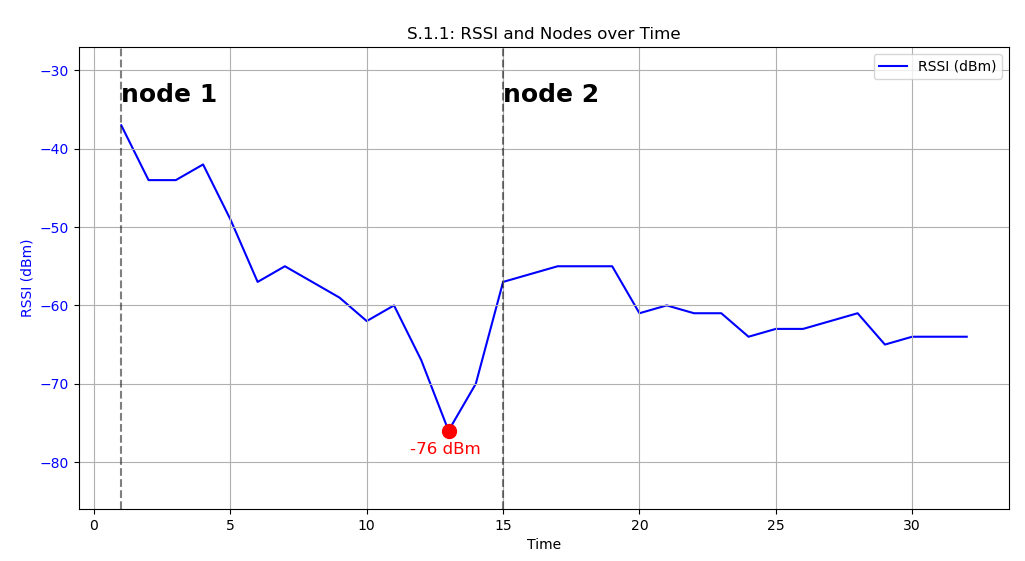 S.1.1: RSSI and Nodes over Time
RSSI (dBm)
node 1
node 2
−30
−40
−50
−60
−70
−80
RSSI (dBm)
-76 dBm
0
5
10
15
20
25
30
Time